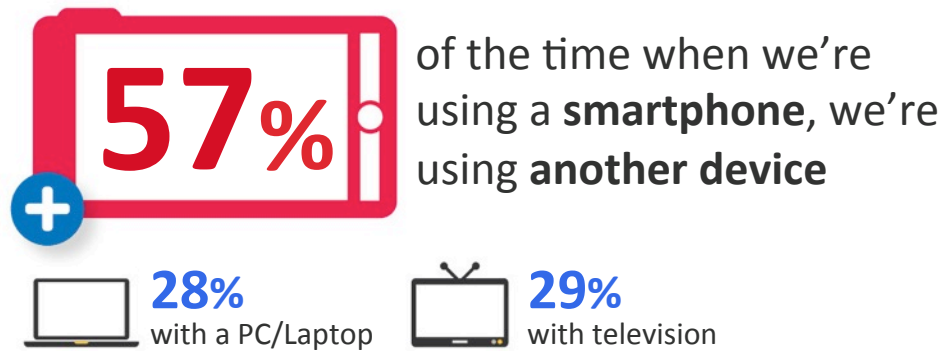 57%
of the time when we’re
using a smartphone, we’re
using another device
28%
with a PC/Laptop
29%
with television